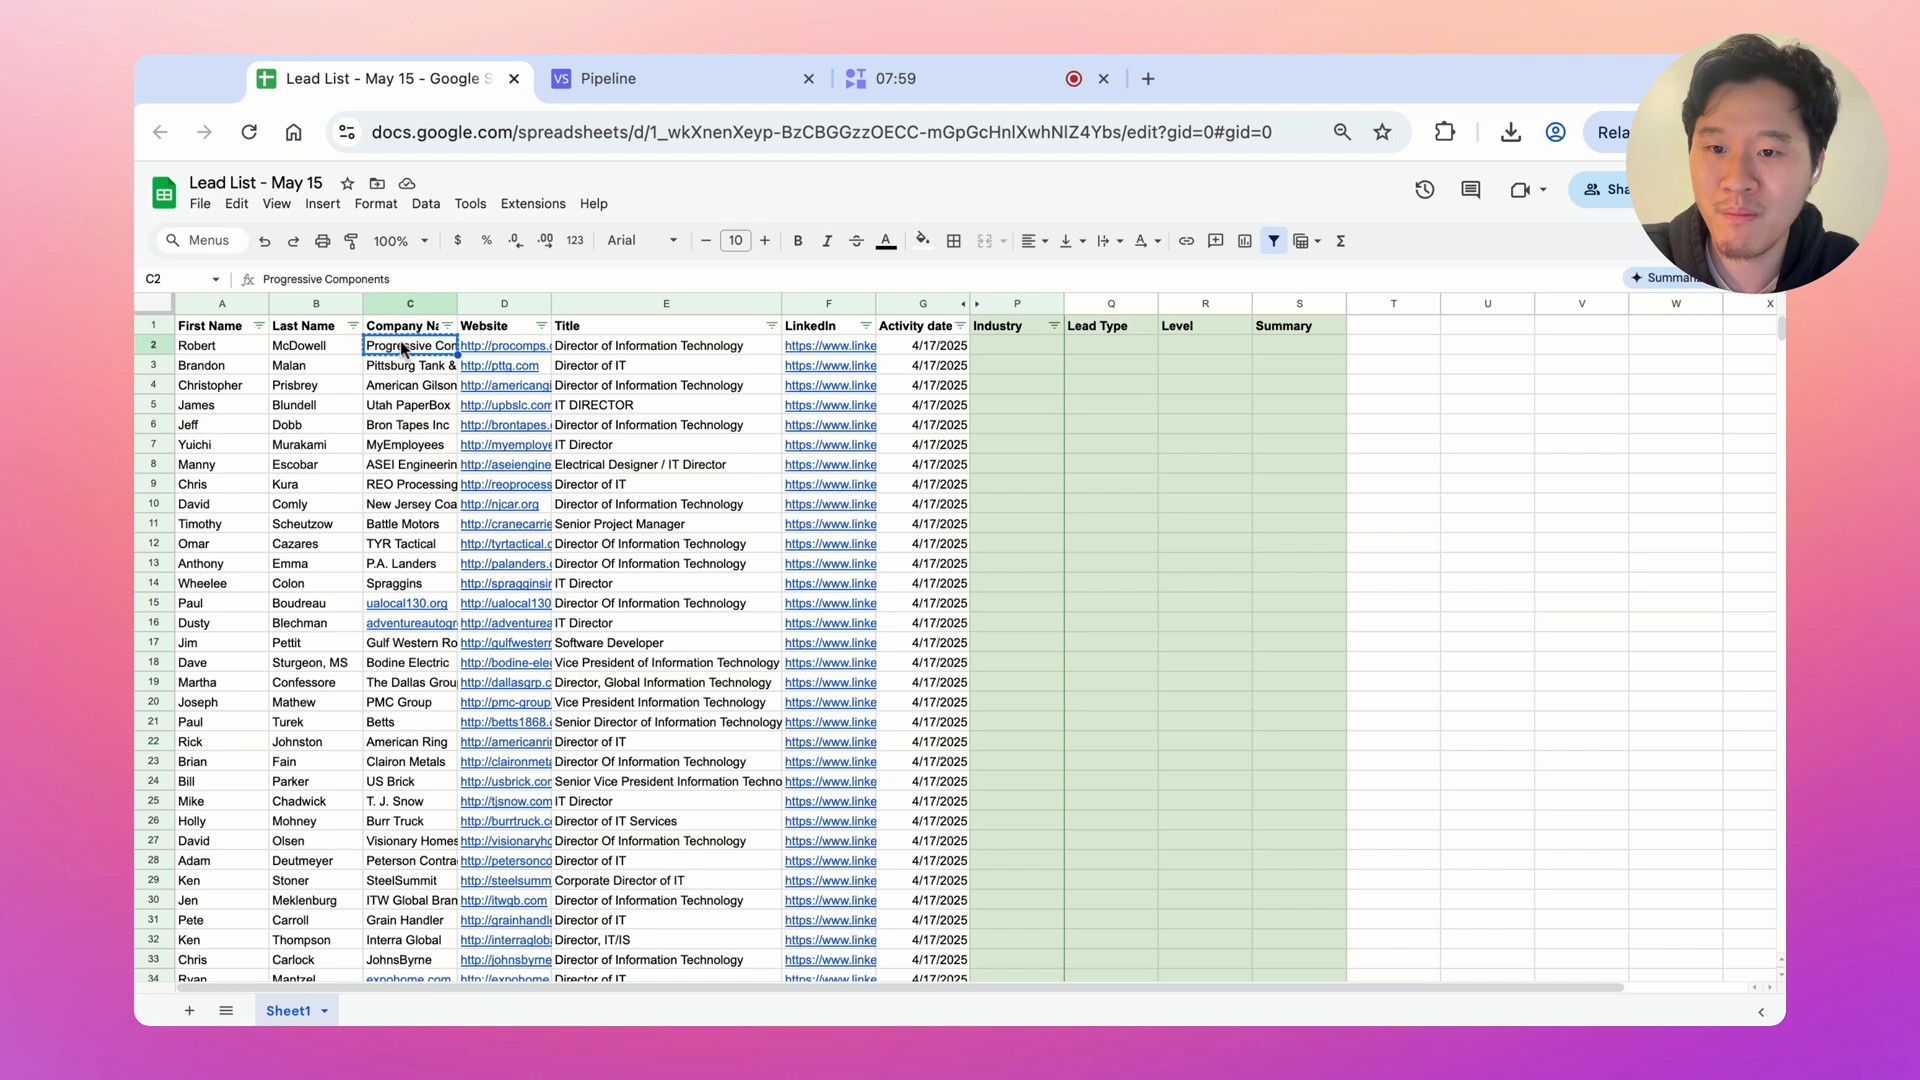 Lead List - May 15 - Google S
VS Pipeline
07:59
docs.google.com/spreadsheets/d/1_wkXnenXeyp-BzCBGGzzOECC-mGpGcHnlXwhNlZ4Ybs/edit?gid=0#gid=0
Rela
Lead List - May 15
File Edit View Insert Format Data Tools Extensions Help
Sha
Menus 100% $ % .0 .00 123 Arial 10 B I A
C2 Progressive Components
Summari
A B C D E F G P Q R S T U V W X
1 First Name Last Name Company Na Website Title LinkedIn Activity date Industry Lead Type Level Summary
2 Robert McDowell Progressive Con http://procomps.c Director of Information Technology https://www.linke 4/17/2025
3 Brandon Malan Pittsburg Tank & http://pttg.com Director of IT https://www.linke 4/17/2025
4 Christopher Prisbrey American Gilson http://americangi Director of Information Technology https://www.linke 4/17/2025
5 James Blundell Utah PaperBox http://upbslc.com IT DIRECTOR https://www.linke 4/17/2025
6 Jeff Dobb Bron Tapes Inc http://brontapes.c Director of Information Technology https://www.linke 4/17/2025
7 Yuichi Murakami MyEmployees http://myemploye IT Director https://www.linke 4/17/2025
8 Manny Escobar ASEI Engineerin http://aseiengine Electrical Designer / IT Director https://www.linke 4/17/2025
9 Chris Kura REO Processing http://reoprocess Director of IT https://www.linke 4/17/2025
10 David Comly New Jersey Coa http://njcar.org Director of Information Technology https://www.linke 4/17/2025
11 Timothy Scheutzow Battle Motors http://cranecarrie Senior Project Manager https://www.linke 4/17/2025
12 Omar Cazares TYR Tactical http://tyrtactical.c Director Of Information Technology https://www.linke 4/17/2025
13 Anthony Emma P.A. Landers http://palanders.c Director Of Information Technology https://www.linke 4/17/2025
14 Wheelee Colon Spraggins http://spragginsir IT Director https://www.linke 4/17/2025
15 Paul Boudreau ualocal130.org http://ualocal130 Director Of Information Technology https://www.linke 4/17/2025
16 Dusty Blechman adventureautogr http://adventurea IT Director https://www.linke 4/17/2025
17 Jim Pettit Gulf Western Ro http://gulfwestern Software Developer https://www.linke 4/17/2025
18 Dave Sturgeon, MS Bodine Electric http://bodine-elec Vice President of Information Technology https://www.linke 4/17/2025
19 Martha Confessore The Dallas Grou http://dallasgrp.c Director, Global Information Technology https://www.linke 4/17/2025
20 Joseph Mathew PMC Group http://pmc-group Vice President Information Technology https://www.linke 4/17/2025
21 Paul Turek Betts http://betts1868.c Senior Director of Information Technology https://www.linke 4/17/2025
22 Rick Johnston American Ring http://americanri Director of IT https://www.linke 4/17/2025
23 Brian Fain Clairon Metals http://claironmeta Director Of Information Technology https://www.linke 4/17/2025
24 Bill Parker US Brick http://usbrick.cor Senior Vice President Information Techno https://www.linke 4/17/2025
25 Mike Chadwick T. J. Snow http://tjsnow.com IT Director https://www.linke 4/17/2025
26 Holly Mohney Burr Truck http://burrtruck.c Director of IT Services https://www.linke 4/17/2025
27 David Olsen Visionary Homes http://visionaryho Director Of Information Technology https://www.linke 4/17/2025
28 Adam Deutmeyer Peterson Contra http://petersonco Director of IT https://www.linke 4/17/2025
29 Ken Stoner SteelSummit http://steelsumm Corporate Director of IT https://www.linke 4/17/2025
30 Jen Meklenburg ITW Global Bran http://itwgb.com Director of Information Technology https://www.linke 4/17/2025
31 Pete Carroll Grain Handler http://grainhandl Director of IT https://www.linke 4/17/2025
32 Ken Thompson Interra Global http://interraglob Director, IT/IS https://www.linke 4/17/2025
33 Chris Carlock JohnsByrne http://johnsbyrne Director of Information Technology https://www.linke 4/17/2025
34 Ryan Mantzel expohome.com http://expohome Director of IT https://www.linke 4/17/2025
Sheet1